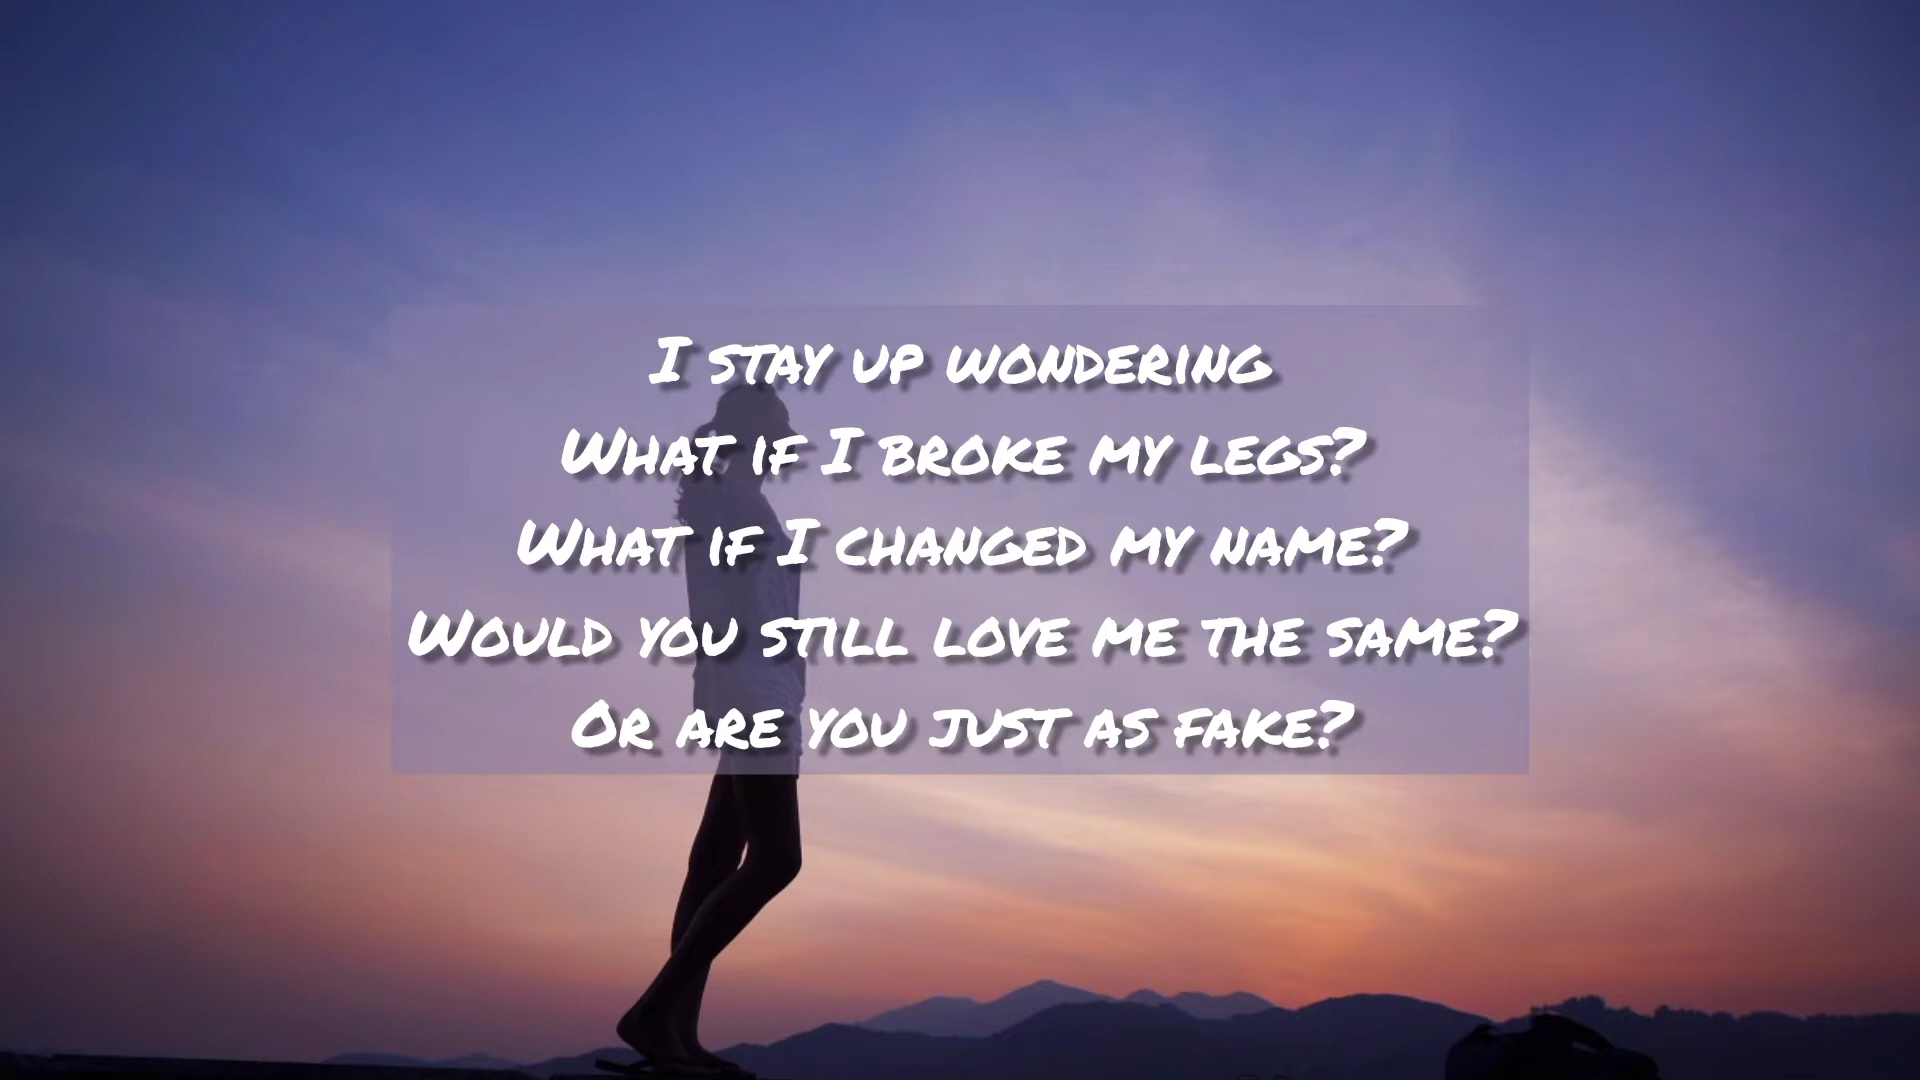 I stay up wondering
What if I broke my legs?
What if I changed my name?
Would you still love me the same?
Or are you just as fake?